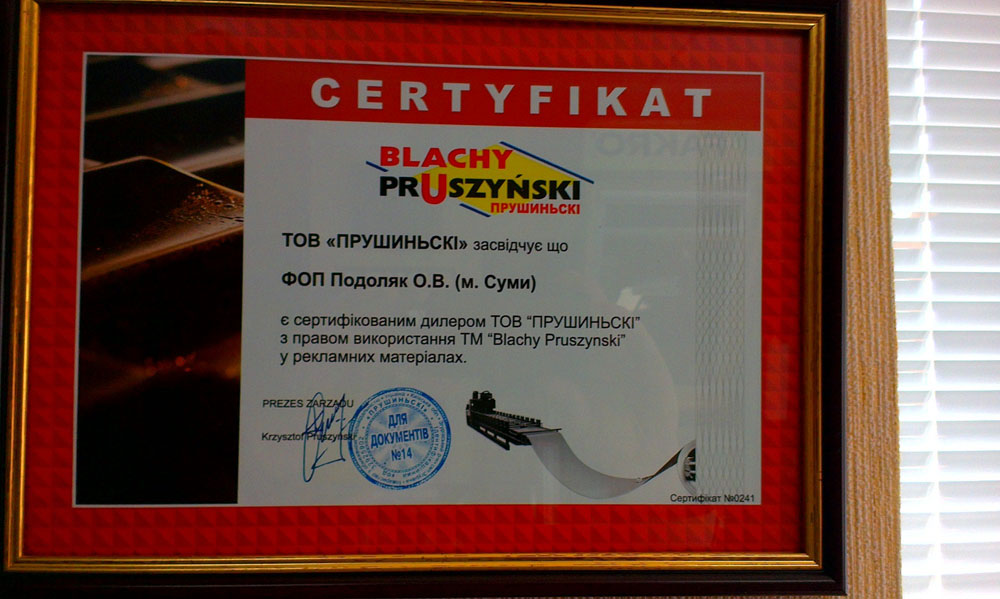 CERTYFIKAT
BLACHY
PRUSZYŃSKI
ПРУШИНЬСКІ
ТОВ «ПРУШИНЬСКІ» засвідчує що
ФОП Подоляк О.В. (м. Суми)
є сертифікованим дилером ТОВ “ПРУШИНЬСКІ”
з правом використання ТМ “Blachy Pruszynski”
у рекламних матеріалах.
PREZES ZARZADU
Krzysztof Pruszynski
«ПРУШИНЬСКІ»
ДЛЯ
ДОКУМЕНТІВ
№14
Сертифікат №0241